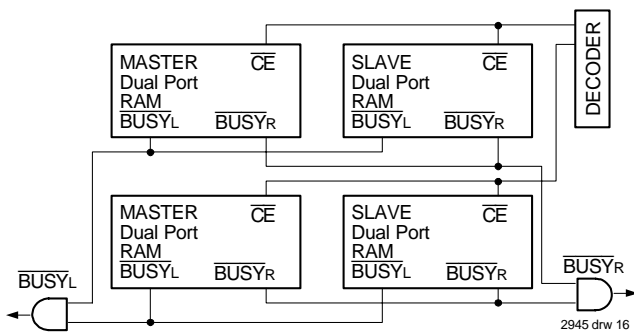 MASTER
Dual Port
RAM
BUSYL
CE
BUSYR
SLAVE
Dual Port
RAM
BUSYL
CE
BUSYR
DECODER
MASTER
Dual Port
RAM
BUSYL
CE
BUSYR
SLAVE
Dual Port
RAM
BUSYL
CE
BUSYR
BUSYL
BUSYR
2945 drw 16